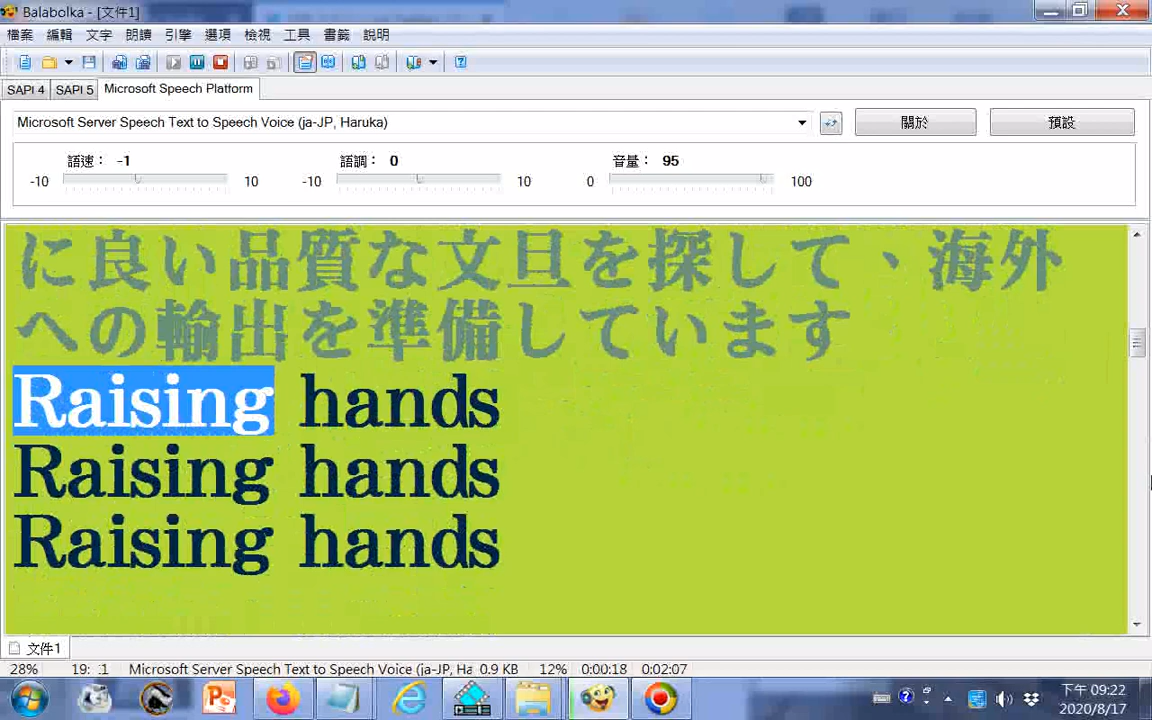 Balabolka - [文件1]
檔案 編輯 文字 朗讀 引擎 選項 檢視 工具 書籤 說明
SAPI 4 SAPI 5 Microsoft Speech Platform
Microsoft Server Speech Text to Speech Voice (ja-JP, Haruka) 關於 預設
語速： -1 語調： 0 音量： 95
-10 10 -10 10 0 100
に良い品質な文旦を探して、海外
への輸出を準備しています
Raising hands
Raising hands
Raising hands
文件1
28% 19: 1 Microsoft Server Speech Text to Speech Voice (ja-JP, Ha 0.9 KB 12% 0:00:18 0:02:07
下午 09:22
2020/8/17